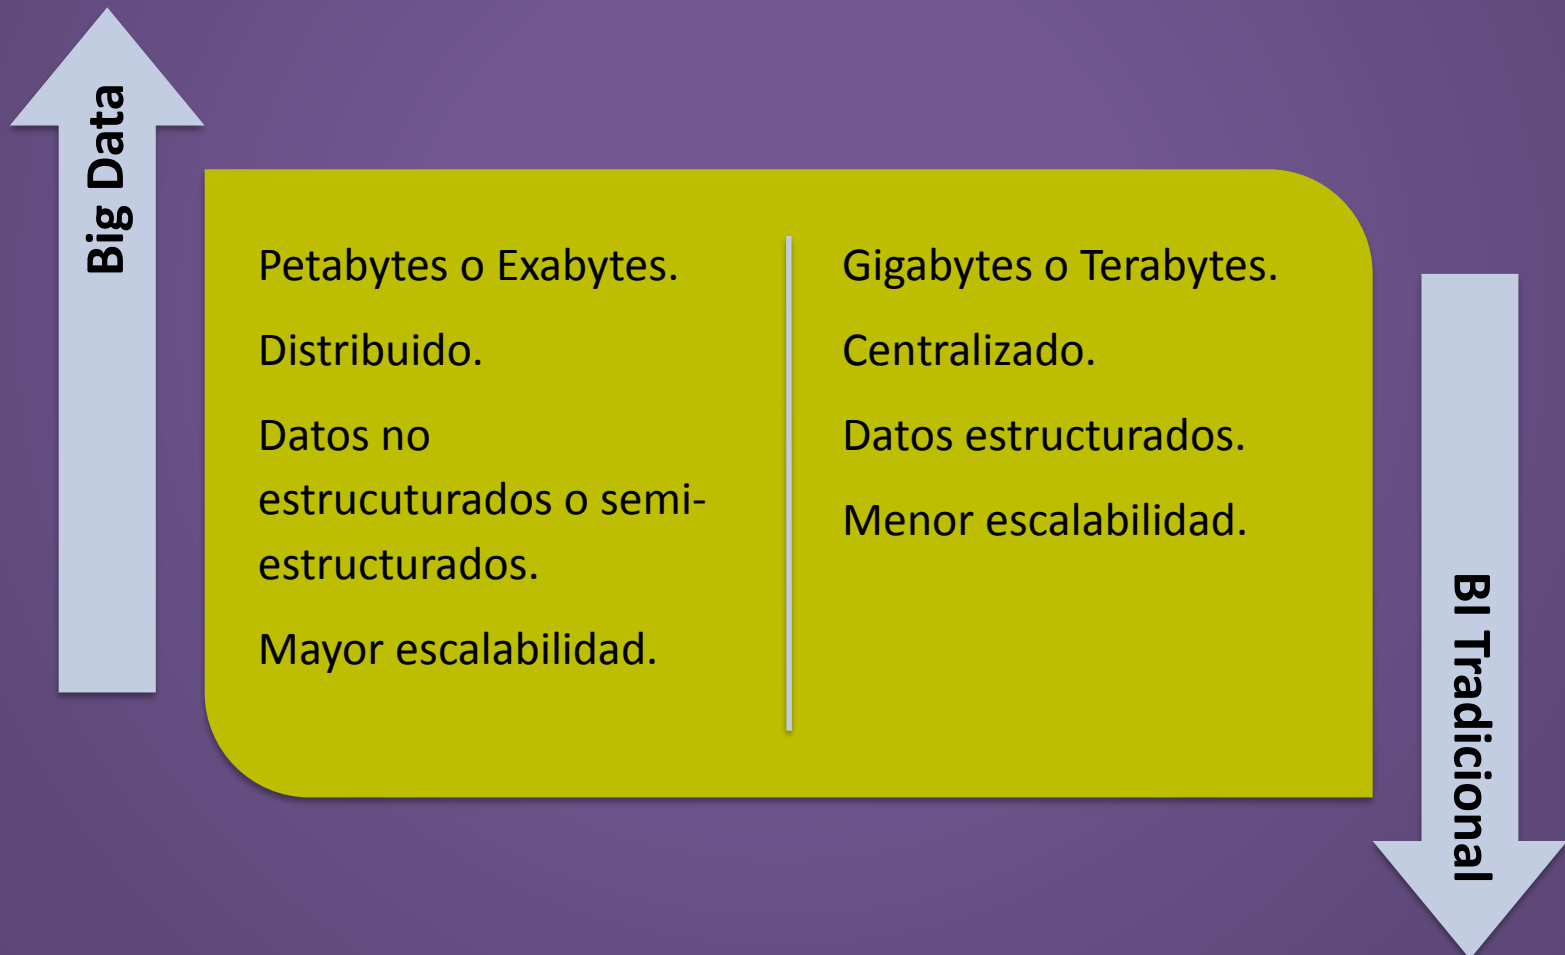 Big Data
Petabytes o Exabytes.
Distribuido.
Datos no
estrucuturados o semi-
estructurados.
Mayor escalabilidad.
Gigabytes o Terabytes.
Centralizado.
Datos estructurados.
Menor escalabilidad.
BI Tradicional